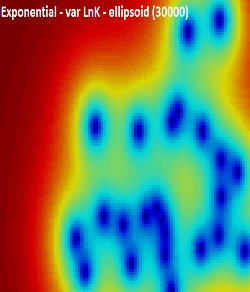 Exponential - var LnK - ellipsoid (30000)